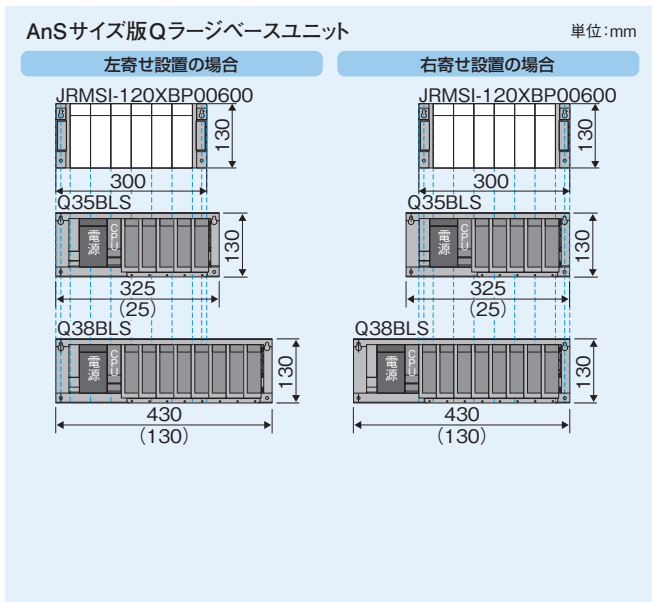 AnSサイズ版Qラージベースユニット
単位:mm
左寄せ設置の場合
JRMSI-120XBP00600
130
300
Q35BLS
電源
CPU
130
325
(25)
Q38BLS
電源
CPU
130
430
(130)
右寄せ設置の場合
JRMSI-120XBP00600
130
300
Q35BLS
電源
CPU
130
325
(25)
Q38BLS
電源
CPU
130
430
(130)